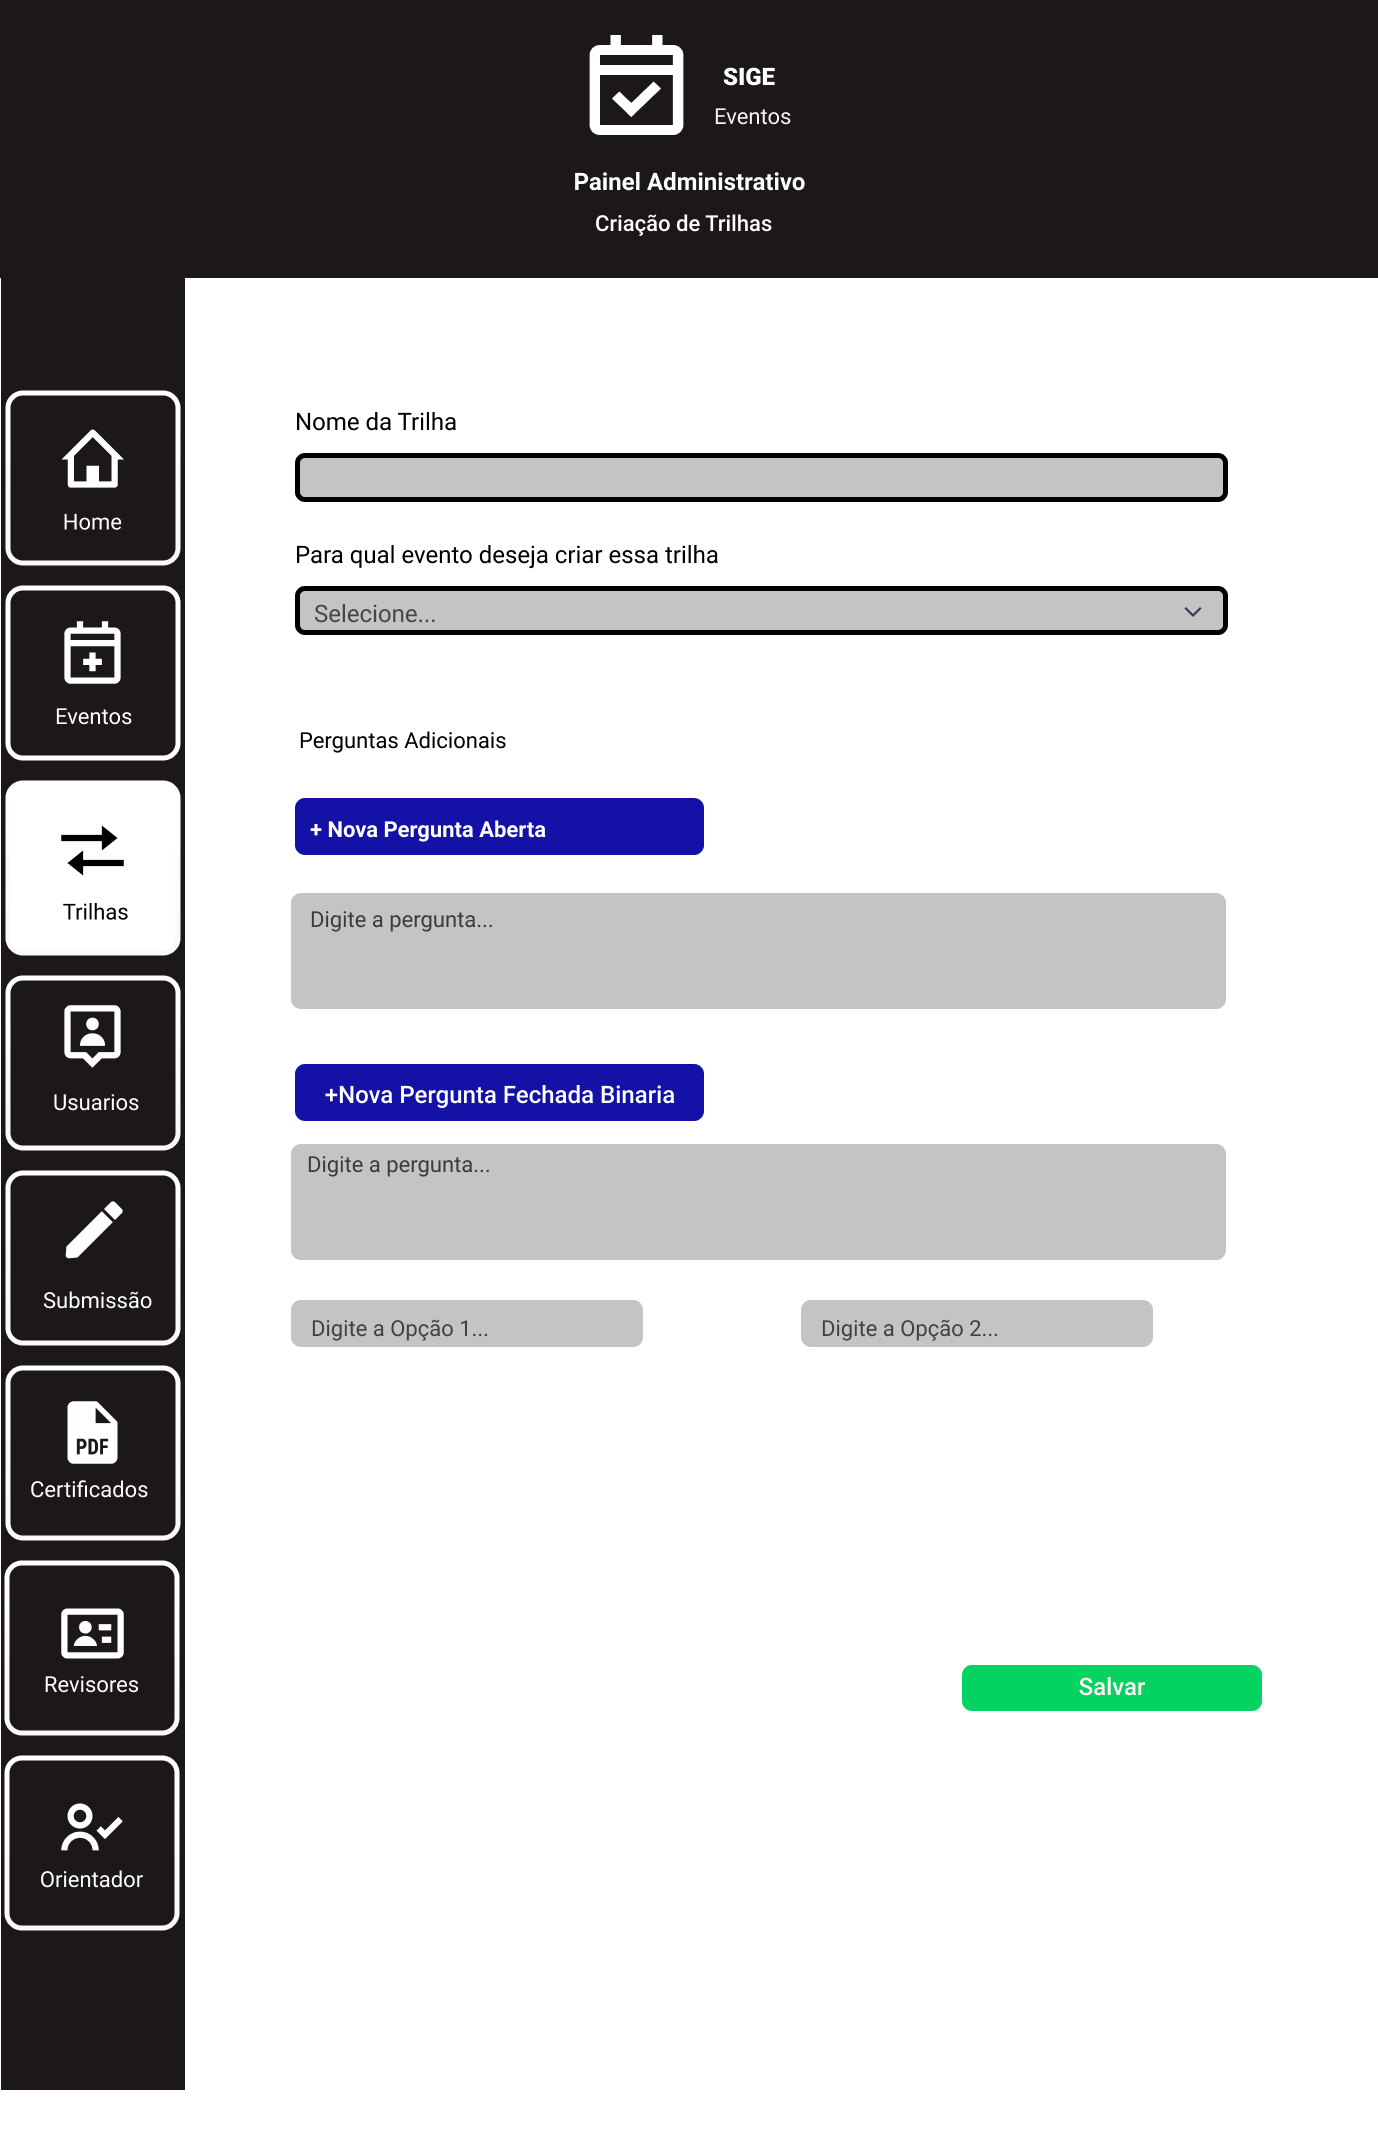 SIGE
Eventos
Painel Administrativo
Criação de Trilhas
Home
Eventos
Trilhas
Usuarios
Submissão
PDF
Certificados
Revisores
Orientador
Nome da Trilha
Para qual evento deseja criar essa trilha
Selecione...
Perguntas Adicionais
+ Nova Pergunta Aberta
Digite a pergunta...
+Nova Pergunta Fechada Binaria
Digite a pergunta...
Digite a Opção 1...
Digite a Opção 2...
Salvar